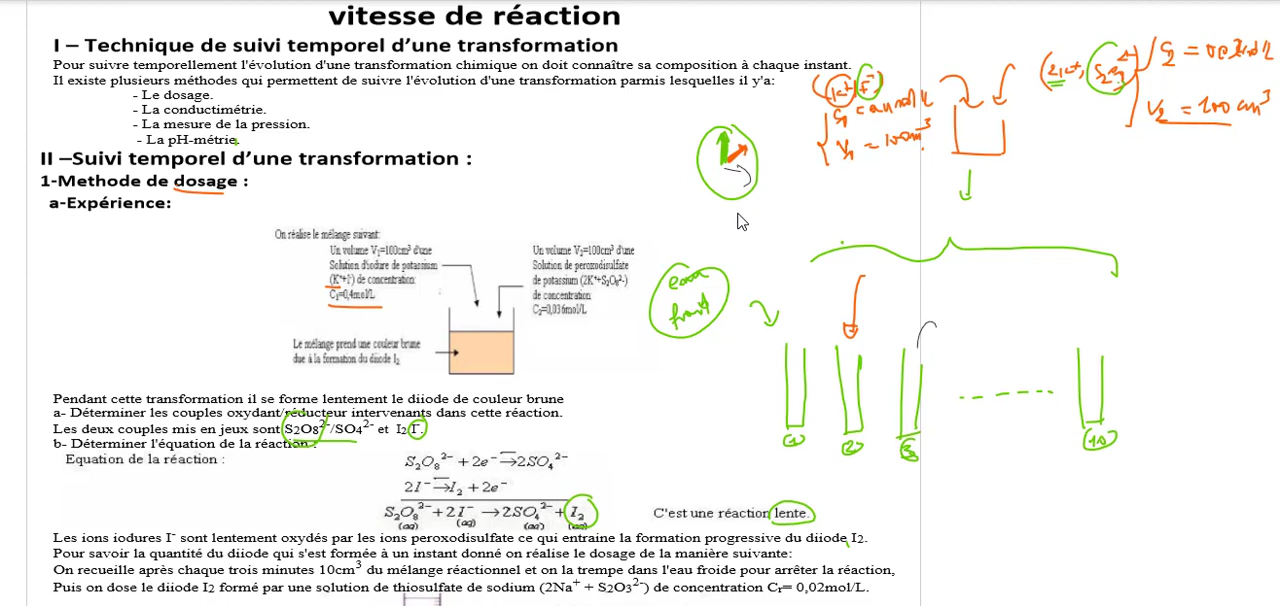 vitesse de réaction
I – Technique de suivi temporel d'une transformation
Pour suivre temporellement l'évolution d'une transformation chimique on doit connaître sa composition à chaque instant.
Il existe plusieurs méthodes qui permettent de suivre l'évolution d'une transformation parmis lesquelles il y'a:
- Le dosage.
- La conductimétrie.
- La mesure de la pression.
- La pH-métrie
II –Suivi temporel d'une transformation :
1-Methode de dosage :
a-Expérience:
On réalise le mélange suivant:
Un volume V₁=100cm³ d'une
Solution d'iodure de potassium
(K⁺+I⁻) de concentration
C₁=0,4mol/L
Un volume V₂=100cm³ d'une
Solution de peroxodisulfate
de potassium (2K⁺+S₂O₈²⁻)
de concentration
C₂=0,036mol/L
Le mélange prend une couleur brune
due à la formation du diiode I₂
V₂ = 100 cm³
eau
(1)
(2)
(3)
(10)
Pendant cette transformation il se forme lentement le diiode de couleur brune
a- Déterminer les couples oxydant/réducteur intervenants dans cette réaction.
Les deux couples mis en jeux sont S₂O₈²⁻/SO₄²⁻ et I₂/I⁻.
b- Déterminer l'équation de la réaction :
Equation de la réaction :
S₂O₈²⁻ + 2e⁻ → 2SO₄²⁻
2I⁻ → I₂ + 2e⁻
S₂O₈²⁻ + 2I⁻ → 2SO₄²⁻ + I₂
(aq) (aq) (aq) (aq)
C'est une réaction lente.
Les ions iodures I⁻ sont lentement oxydés par les ions peroxodisulfate ce qui entraine la formation progressive du diiode I₂.
Pour savoir la quantité du diiode qui s'est formée à un instant donné on réalise le dosage de la manière suivante:
On recueille après chaque trois minutes 10cm³ du mélange réactionnel et on la trempe dans l'eau froide pour arrêter la réaction,
Puis on dose le diiode I₂ formé par une solution de thiosulfate de sodium (2Na⁺ + S₂O₃²⁻) de concentration Cᵣ= 0,02mol/L.